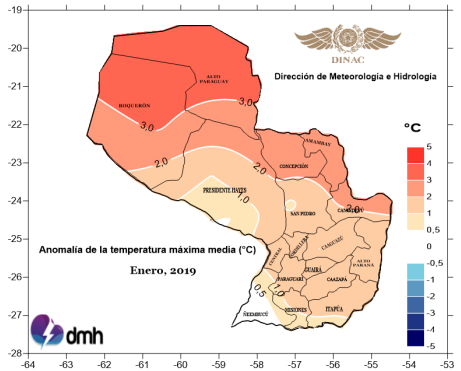 DINAC
Dirección de Meteorología e Hidrología
-19
-20
-21
-22
-23
-24
-25
-26
-27
-28
-64
-63
-62
-61
-60
-59
-58
-57
-56
-55
-54
ALTO
PARAGUAY
BOQUERÓN
3,0
3,0
AMAMBAY
2,0
2,0
CONCEPCIÓN
PRESIDENTE HAYES
1,0
2,0
SAN PEDRO
CANINDEYÚ
CORDILLERA
CENTRAL
CAAGUAZÚ
ALTO
PARANÁ
GUAIRÁ
PARAGUARÍ
CAAZAPÁ
0,5
1,0
ÑEEMBUCÚ
MISIONES
ITAPÚA
Anomalía de la temperatura máxima media (°C)
Enero, 2019
°C
5
4
3
2
1
0,5
0
-0,5
-1
-2
-3
-4
-5
dmh